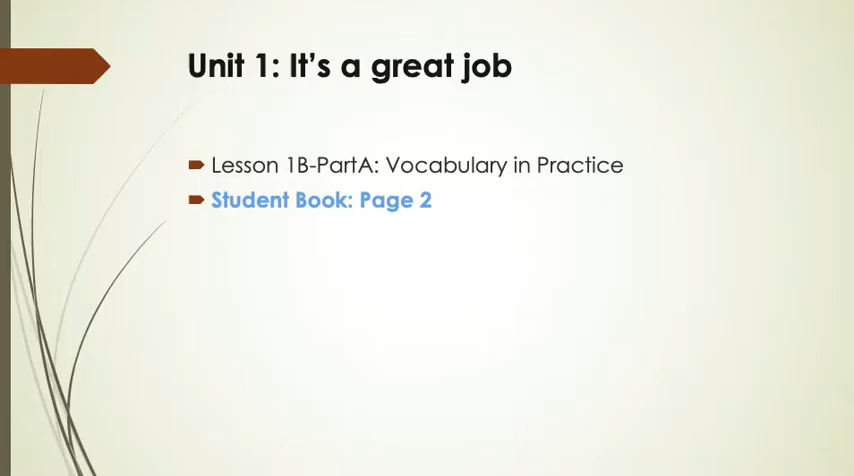 Unit 1: It’s a great job
Lesson 1B-PartA: Vocabulary in Practice
Student Book: Page 2